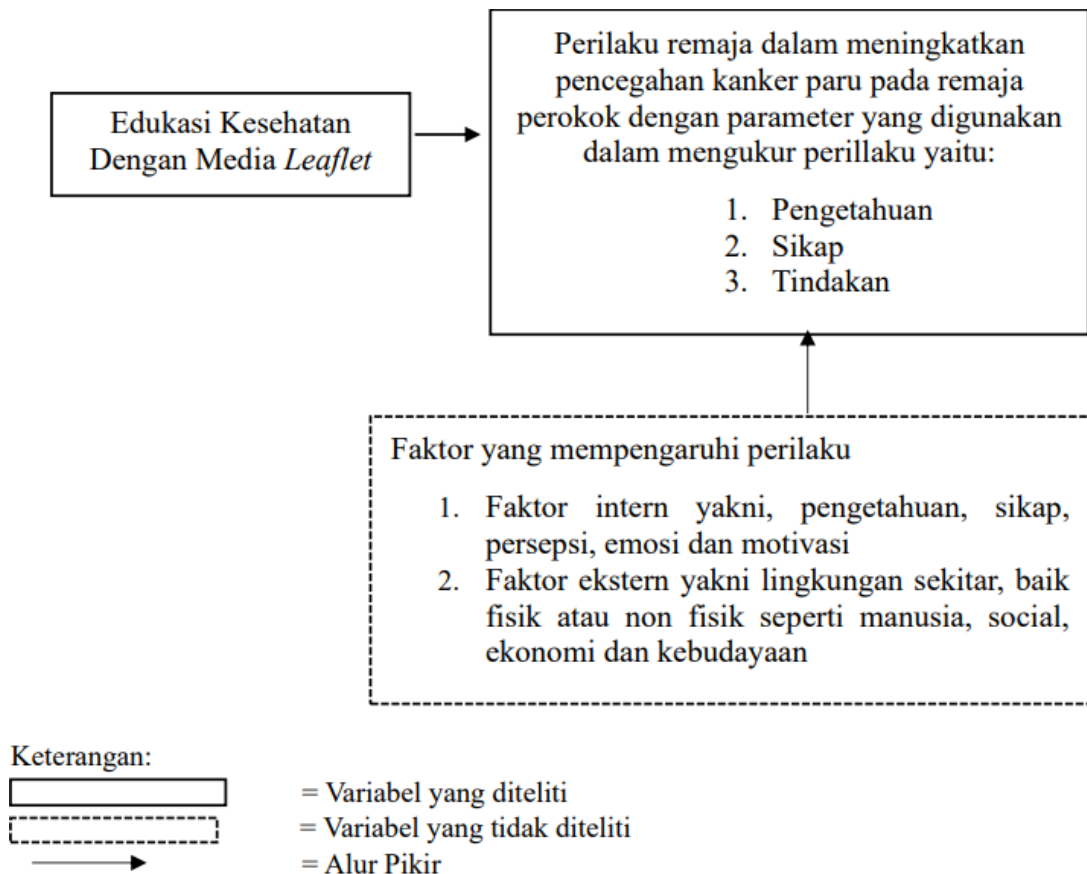 Edukasi Kesehatan
Dengan Media Leaflet
Perilaku remaja dalam meningkatkan
pencegahan kanker paru pada remaja
perokok dengan parameter yang digunakan
dalam mengukur perillaku yaitu:
1. Pengetahuan
2. Sikap
3. Tindakan
Faktor yang mempengaruhi perilaku
1. Faktor intern yakni, pengetahuan, sikap,
persepsi, emosi dan motivasi
2. Faktor ekstern yakni lingkungan sekitar, baik
fisik atau non fisik seperti manusia, social,
ekonomi dan kebudayaan
Keterangan:
= Variabel yang diteliti
= Variabel yang tidak diteliti
= Alur Pikir